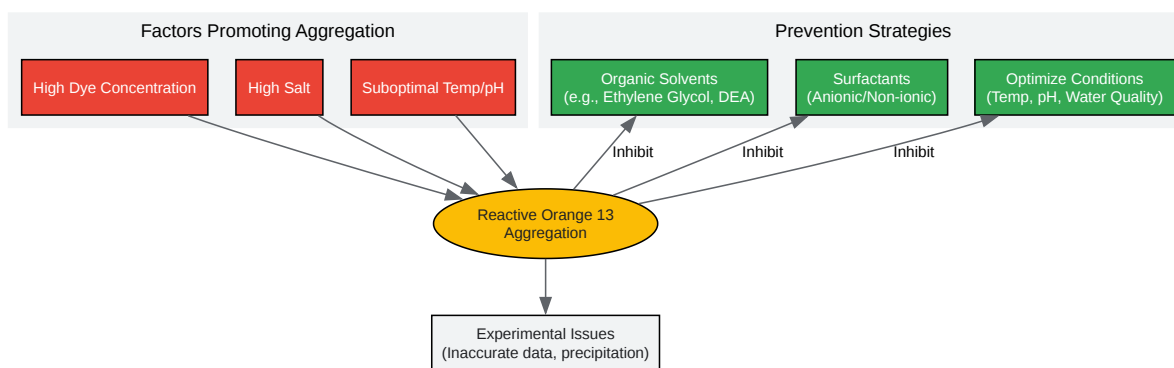 Factors Promoting Aggregation
High Dye Concentration
High Salt
Suboptimal Temp/pH
Prevention Strategies
Organic Solvents
(e.g., Ethylene Glycol, DEA)
Surfactants
(Anionic/Non-ionic)
Optimize Conditions
(Temp, pH, Water Quality)
Inhibit
Inhibit
Inhibit
Reactive Orange 13
Aggregation
Experimental Issues
(Inaccurate data, precipitation)